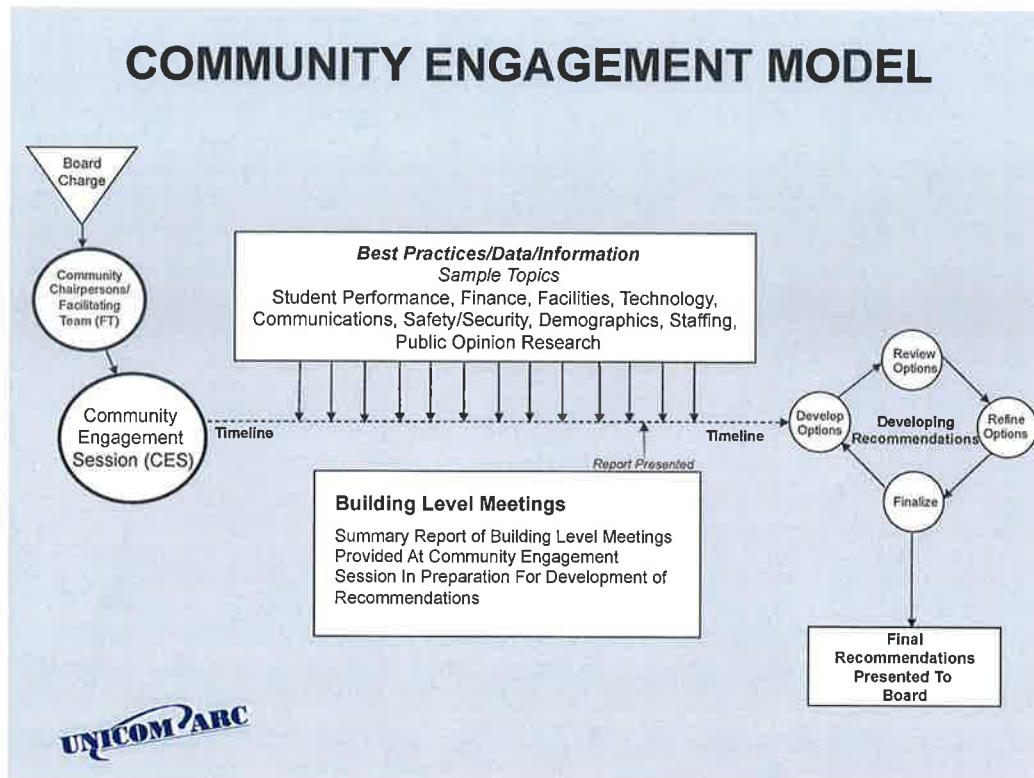 COMMUNITY ENGAGEMENT MODEL
Board
Charge
Community
Chairpersons/
Facilitating
Team (FT)
Community
Engagement
Session (CES)
Best Practices/Data/Information
Sample Topics
Student Performance, Finance, Facilities, Technology,
Communications, Safety/Security, Demographics, Staffing,
Public Opinion Research
Timeline
Timeline
Report Presented
Building Level Meetings
Summary Report of Building Level Meetings
Provided At Community Engagement
Session In Preparation For Development of
Recommendations
Develop
Options
Review
Options
Developing
Recommendations
Refine
Options
Finalize
Final
Recommendations
Presented To
Board
UNICOM ARC